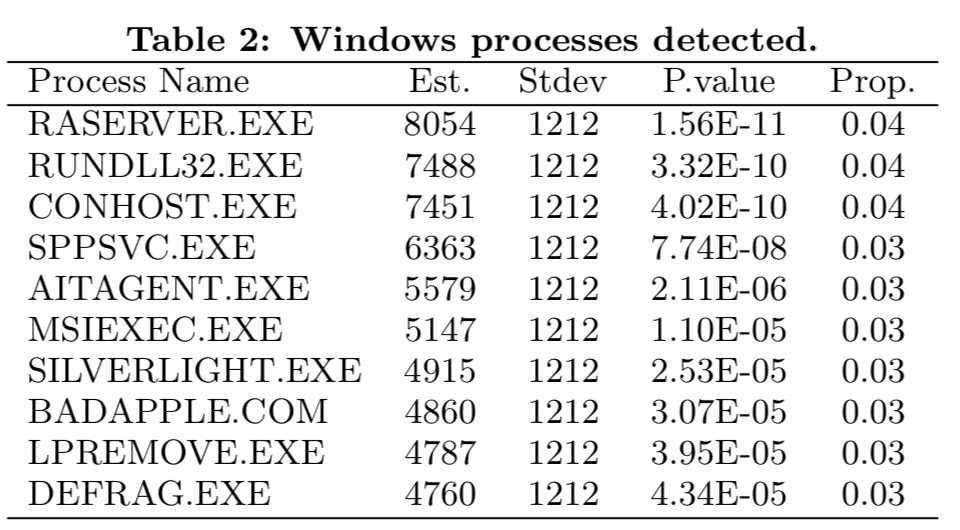 Table 2: Windows processes detected.
Process Name Est. Stdev P.value Prop.
RASERVER.EXE 8054 1212 1.56E-11 0.04
RUNDLL32.EXE 7488 1212 3.32E-10 0.04
CONHOST.EXE 7451 1212 4.02E-10 0.04
SPPSVC.EXE 6363 1212 7.74E-08 0.03
AITAGENT.EXE 5579 1212 2.11E-06 0.03
MSIEXEC.EXE 5147 1212 1.10E-05 0.03
SILVERLIGHT.EXE 4915 1212 2.53E-05 0.03
BADAPPLE.COM 4860 1212 3.07E-05 0.03
LPREMOVE.EXE 4787 1212 3.95E-05 0.03
DEFRAG.EXE 4760 1212 4.34E-05 0.03